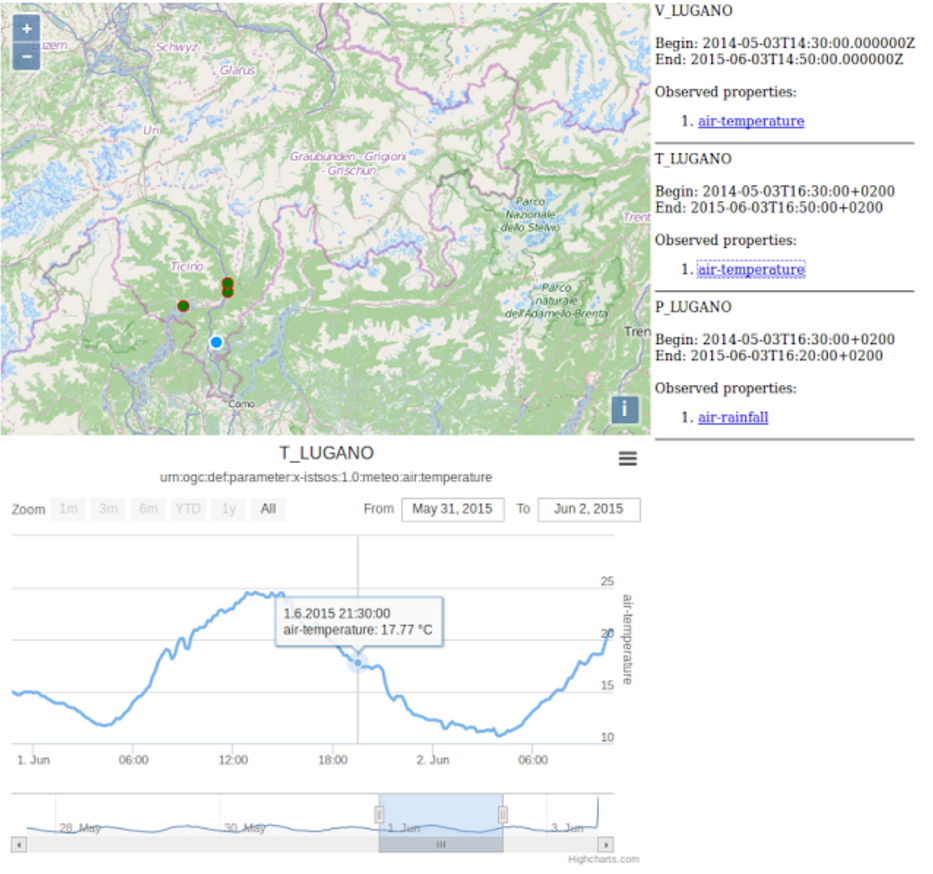 +
−
Luzern
Schwyz
Glarus
Uri
Graubünden - Grigioni
- Grischun
Parco
Nazionale
dello Stelvio
Trent
Ticino
Parco
naturale
dell'Adamello-Brenta
Tren
Como
i
V_LUGANO
Begin: 2014-05-03T14:30:00.000000Z
End: 2015-06-03T14:50:00.000000Z
Observed properties:
1. air-temperature
T_LUGANO
Begin: 2014-05-03T16:30:00+0200
End: 2015-06-03T16:50:00+0200
Observed properties:
1. air-temperature
P_LUGANO
Begin: 2014-05-03T16:30:00+0200
End: 2015-06-03T16:20:00+0200
Observed properties:
1. air-rainfall
T_LUGANO
urn:ogc:def:parameter:x-istsos:1.0:meteo:air:temperature
Zoom 1m 3m 6m YTD 1y All From May 31, 2015 To Jun 2, 2015
25
20
15
10
air-temperature
1.6.2015 21:30:00
air-temperature: 17.77 °C
1. Jun 06:00 12:00 18:00 2. Jun 06:00
28. May 30. May 1. Jun 3. Jun
Highcharts.com